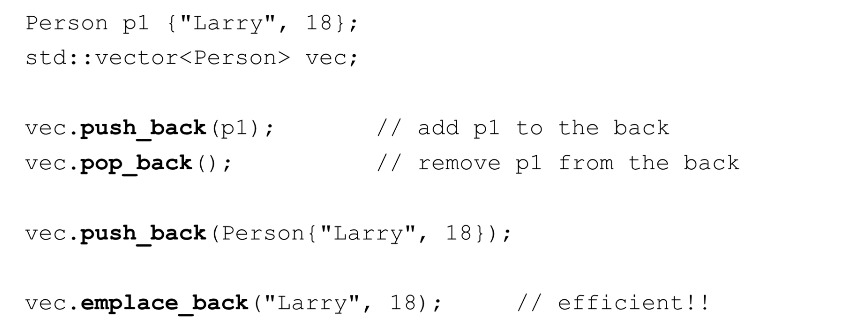 Person p1 {"Larry", 18};
std::vector<Person> vec;
vec.push_back(p1); // add p1 to the back
vec.pop_back(); // remove p1 from the back
vec.push_back(Person{"Larry", 18});
vec.emplace_back("Larry", 18); // efficient!!